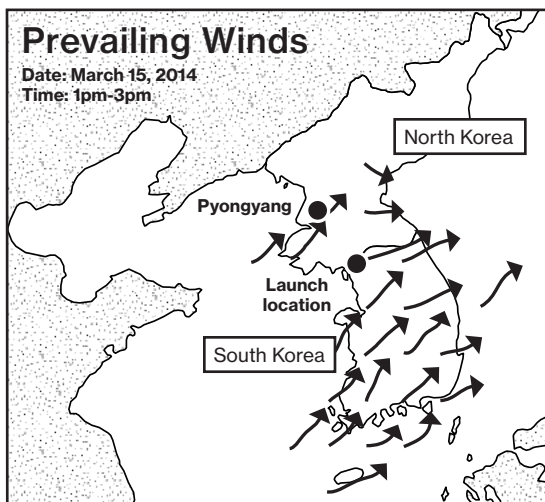 Prevailing Winds
Date: March 15, 2014
Time: 1pm-3pm
North Korea
Pyongyang
Launch
location
South Korea